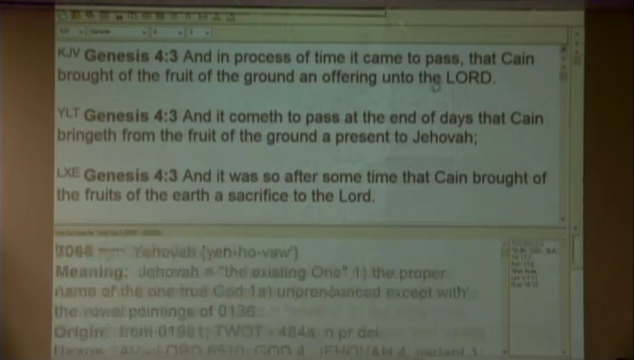 KJV Genesis 4:3 And in process of time it came to pass, that Cain
brought of the fruit of the ground an offering unto the LORD.
YLT Genesis 4:3 And it cometh to pass at the end of days that Cain
bringeth from the fruit of the ground a present to Jehovah;
LXE Genesis 4:3 And it was so after some time that Cain brought of
the fruits of the earth a sacrifice to the Lord.
Yehovah {yeh-ho-vaw'}
Meaning: Jehovah = "the existing One" 1) the proper
name of the one true God 1a) unpronounced except with
the vowel pointings of 0136
Origin: from 01961; TWOT - 484a n pr dei.